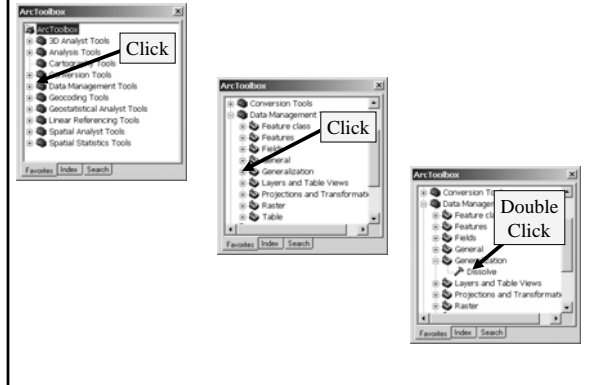 ArcToolbox
ArcToolbox
3D Analyst Tools
Analysis Tools
Cartography Tools
Conversion Tools
Data Management Tools
Geocoding Tools
Geostatistical Analyst Tools
Linear Referencing Tools
Spatial Analyst Tools
Spatial Statistics Tools
Favorites Index Search
Click
ArcToolbox
Conversion Tools
Data Management T
Feature class
Features
Fields
General
Generalization
Layers and Table Views
Projections and Transformati
Raster
Table
Favorites Index Search
Click
ArcToolbox
Conversion To
Data Manager
Feature cla
Features
Fields
General
Generalization
Dissolve
Layers and Table Views
Projections and Transformati
Raster
Favorites Index Search
Double
Click